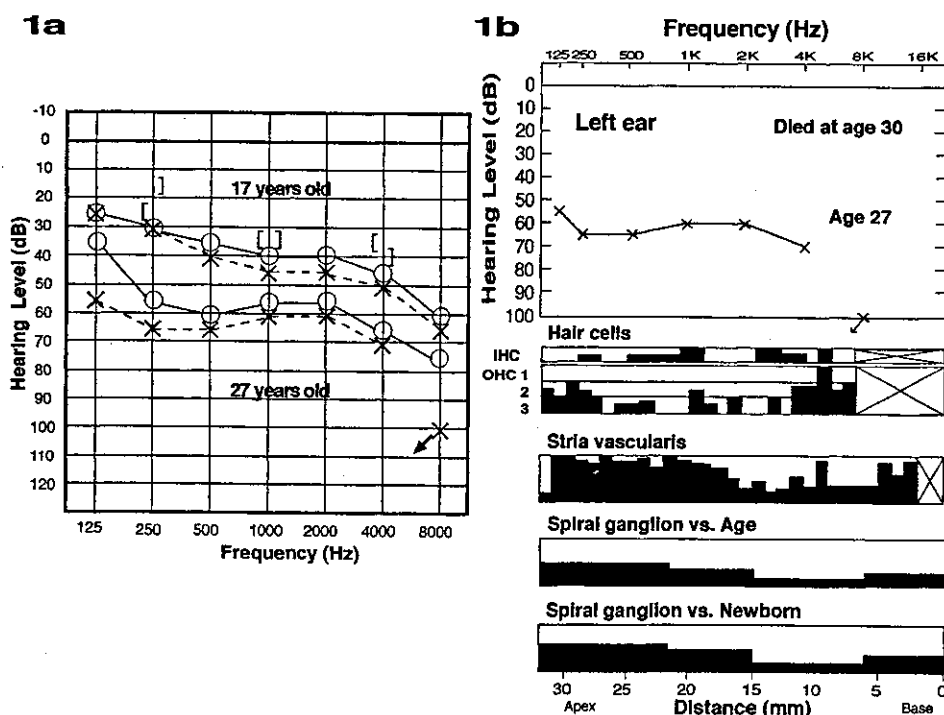 1a
-10
0
10
20
30
40
50
60
70
80
90
100
110
120
Hearing Level (dB)
17 years old
27 years old
125 250 500 1000 2000 4000 8000
Frequency (Hz)
1b
Frequency (Hz)
125 250 500 1K 2K 4K 8K 16K
0
10
20
30
40
50
60
70
80
90
100
Hearing Level (dB)
Left ear
Died at age 30
Age 27
Hair cells
IHC
OHC 1
2
3
Stria vascularis
Spiral ganglion vs. Age
Spiral ganglion vs. Newborn
30 25 20 15 10 5 0
Apex Distance (mm) Base